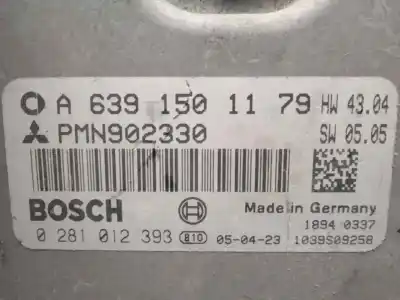 A 639 150 11 79 HW 43.04
PMN902330 SW 05.05
BOSCH Made in Germany
1894 0337
0 281 012 393 e10 05-04-23 1039S09258